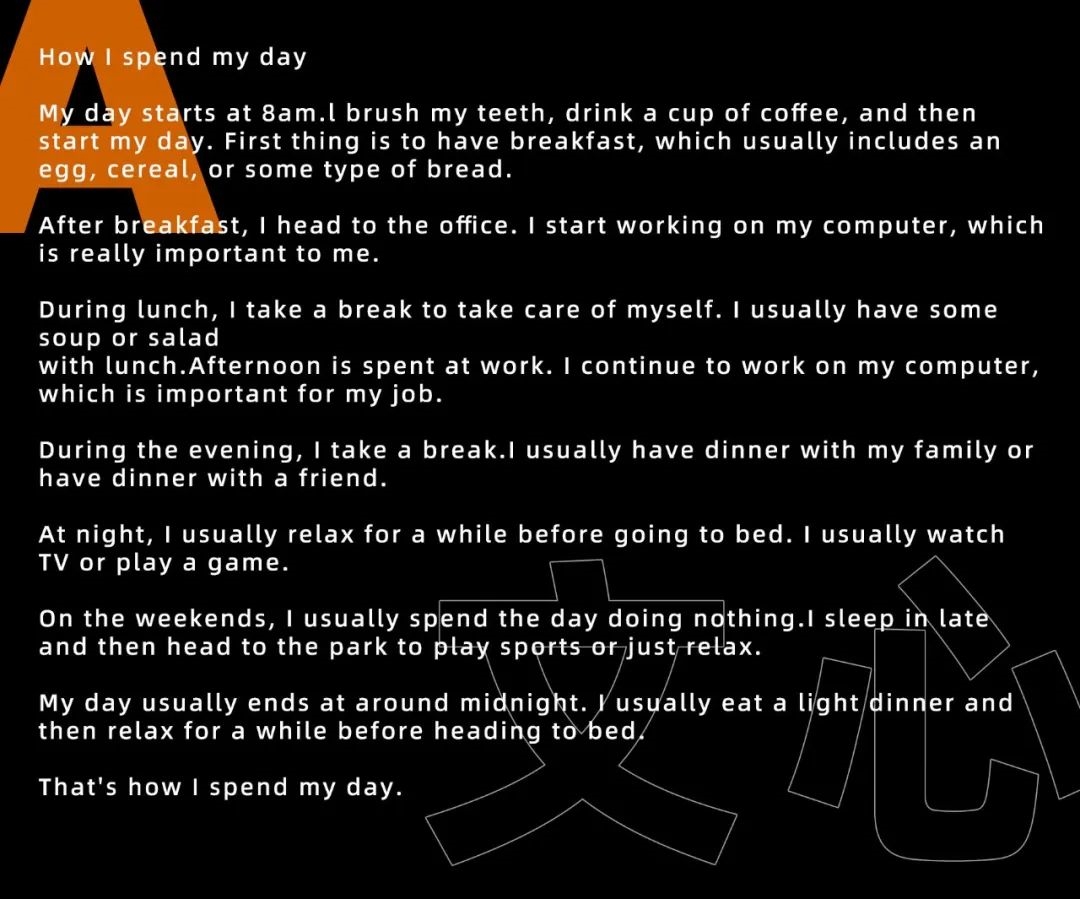 A
How I spend my day
My day starts at 8am.l brush my teeth, drink a cup of coffee, and then
start my day. First thing is to have breakfast, which usually includes an
egg, cereal, or some type of bread.
After breakfast, I head to the office. I start working on my computer, which
is really important to me.
During lunch, I take a break to take care of myself. I usually have some
soup or salad
with lunch.Afternoon is spent at work. I continue to work on my computer,
which is important for my job.
During the evening, I take a break.I usually have dinner with my family or
have dinner with a friend.
At night, I usually relax for a while before going to bed. I usually watch
TV or play a game.
On the weekends, I usually spend the day doing nothing.I sleep in late
and then head to the park to play sports or just relax.
My day usually ends at around midnight. I usually eat a light dinner and
then relax for a while before heading to bed.
That's how I spend my day.
文心